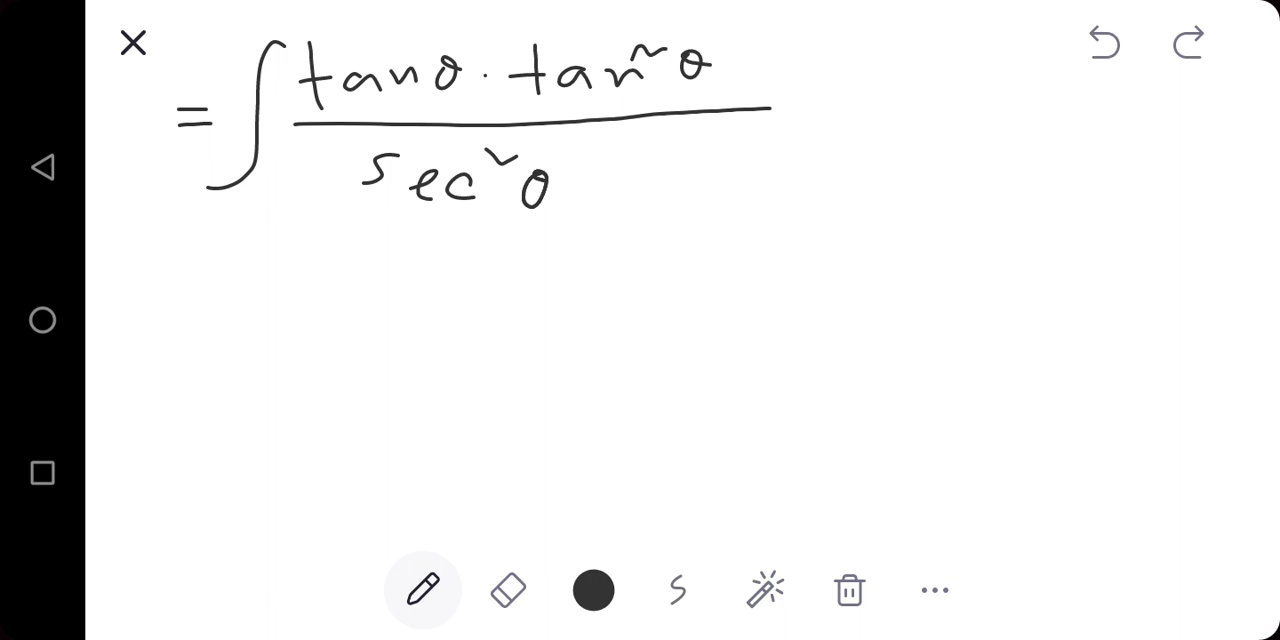 = ∫ tanθ · tan²θ
sec²θ